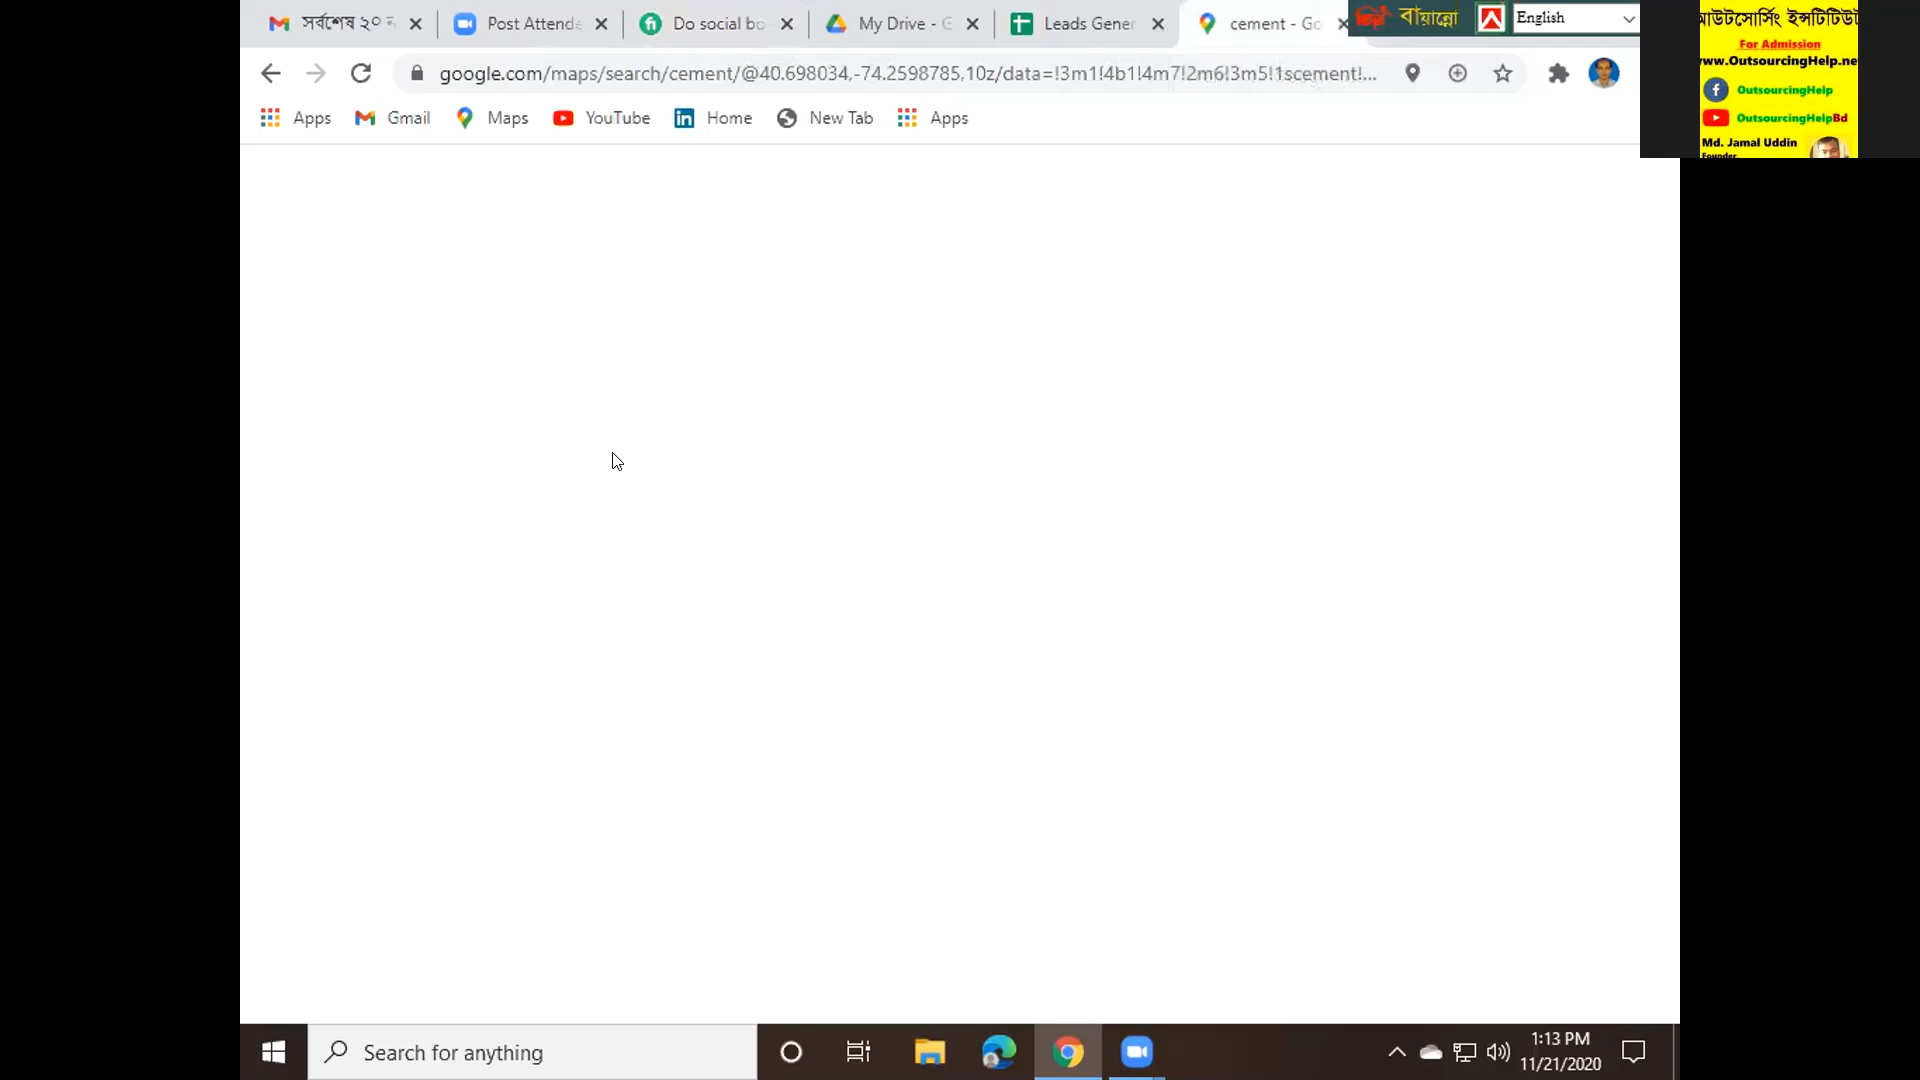 সর্বশেষ ২০
Post Attende
Do social bo
My Drive - G
Leads Gener
cement - Go
বায়ান্নো
English
google.com/maps/search/cement/@40.698034,-74.2598785,10z/data=!3m1!4b1!4m7!2m6!3m5!1scement!...
Apps
Gmail
Maps
YouTube
Home
New Tab
Apps
আউটসোর্সিং ইন্সটিটিউট
For Admission
www.OutsourcingHelp.ne
OutsourcingHelp
OutsourcingHelpBd
Md. Jamal Uddin
Founder
Search for anything
1:13 PM
11/21/2020